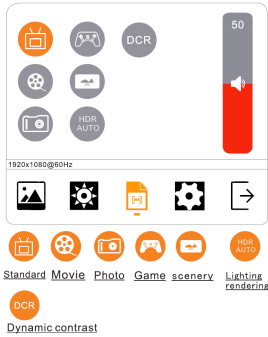 50
DCR
HDR
AUTO
1920x1080@60Hz
Standard Movie Photo Game scenery
HDR
AUTO
Lighting
rendering
DCR
Dynamic contrast